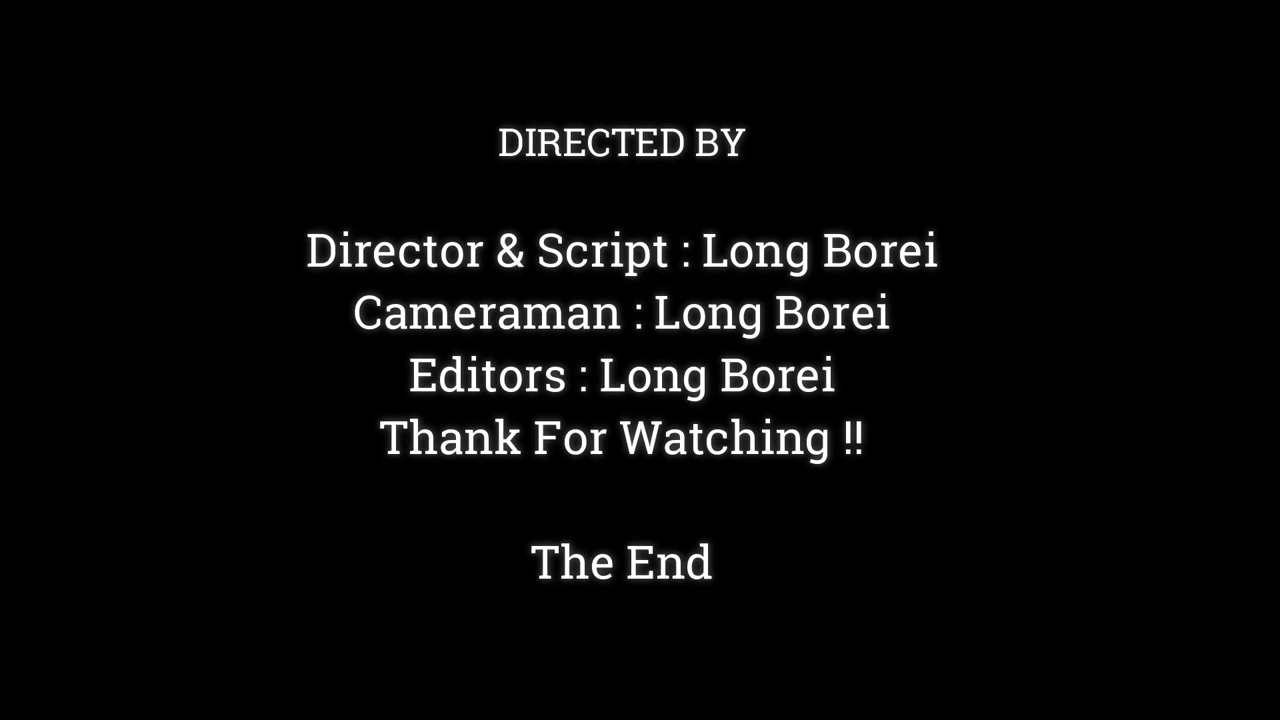 DIRECTED BY
Director & Script : Long Borei
Cameraman : Long Borei
Editors : Long Borei
Thank For Watching !!
The End